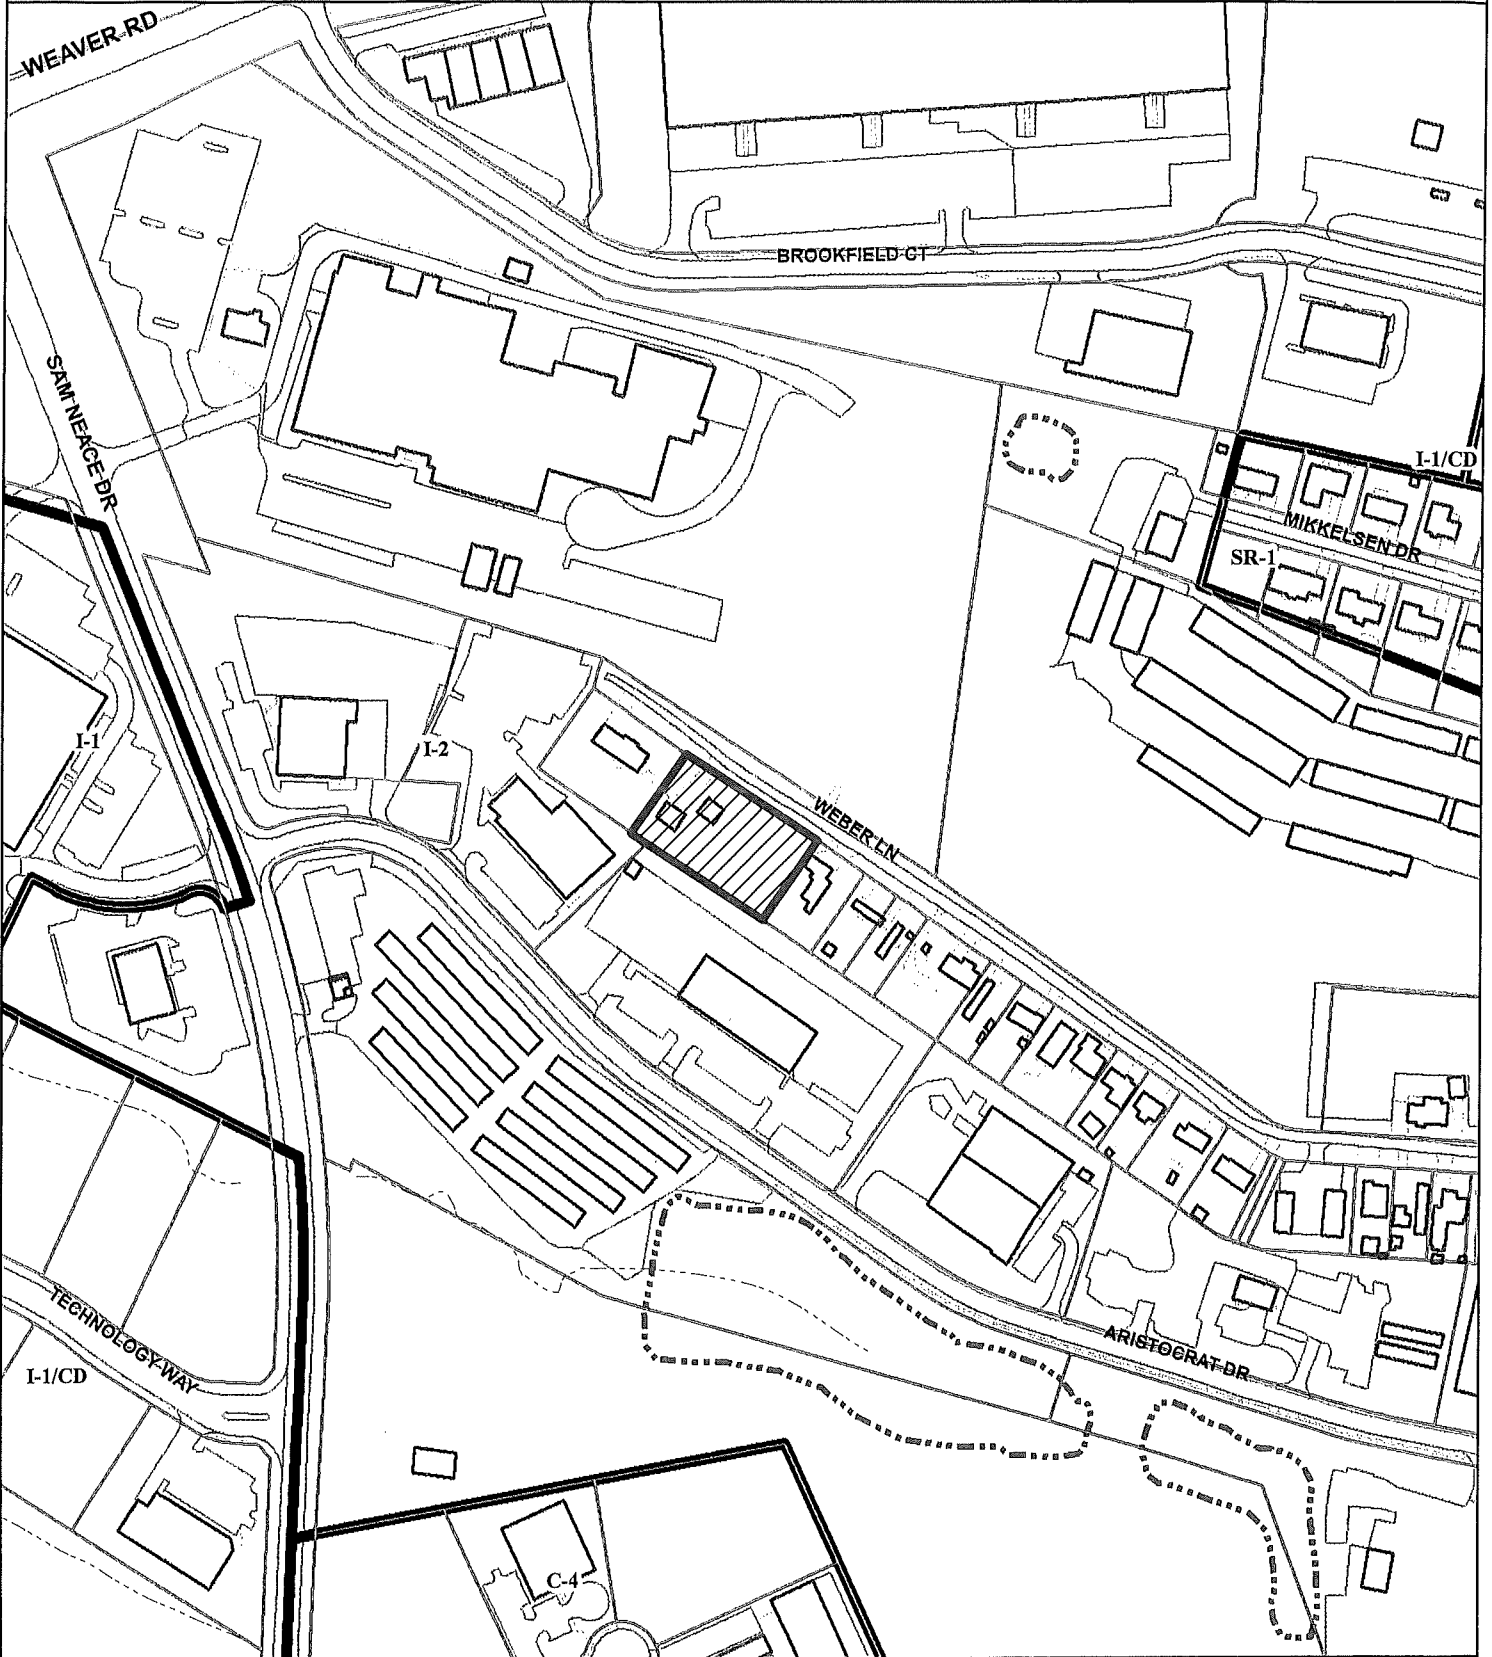 WEAVER RD
BROOKFIELD CT
SAM NEACE DR
I-1/CD
MIKKELSEN DR
SR-1
I-1
I-2
WEBER LN
TECHNOLOGY WAY
ARISTOCRAT DR
I-1/CD
C-4